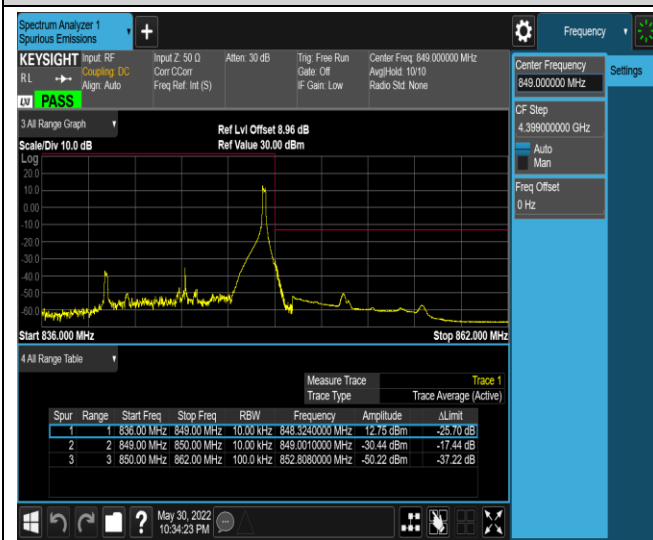 Spectrum Analyzer 1
Spurious Emissions
+
Frequency
KEYSIGHT Input: RF Input Z: 50 Ω Atten: 30 dB Trig: Free Run Center Freq: 849.000000 MHz
RL Coupling: DC Corr CCorr Gate: Off Avg|Hold: 10/10
Align: Auto Freq Ref: Int (S) IF Gain: Low Radio Std: None
LXI PASS
Center Frequency
849.000000 MHz
Settings
CF Step
4.399000000 GHz
Auto
Man
Freq Offset
0 Hz
3 All Range Graph
Ref Lvl Offset 8.96 dB
Scale/Div 10.0 dB Ref Value 30.00 dBm
Log
20.0
10.0
0.00
-10.0
-20.0
-30.0
-40.0
-50.0
-60.0
Start 836.000 MHz Stop 862.000 MHz
4 All Range Table
Measure Trace Trace 1
Trace Type Trace Average (Active)
Spur Range Start Freq Stop Freq RBW Frequency Amplitude ΔLimit
1 1 836.00 MHz 849.00 MHz 10.00 kHz 848.3240000 MHz 12.75 dBm -25.70 dB
2 2 849.00 MHz 850.00 MHz 10.00 kHz 849.0010000 MHz -30.44 dBm -17.44 dB
3 3 850.00 MHz 862.00 MHz 100.0 kHz 852.8080000 MHz -50.22 dBm -37.22 dB
? May 30, 2022
10:34:23 PM